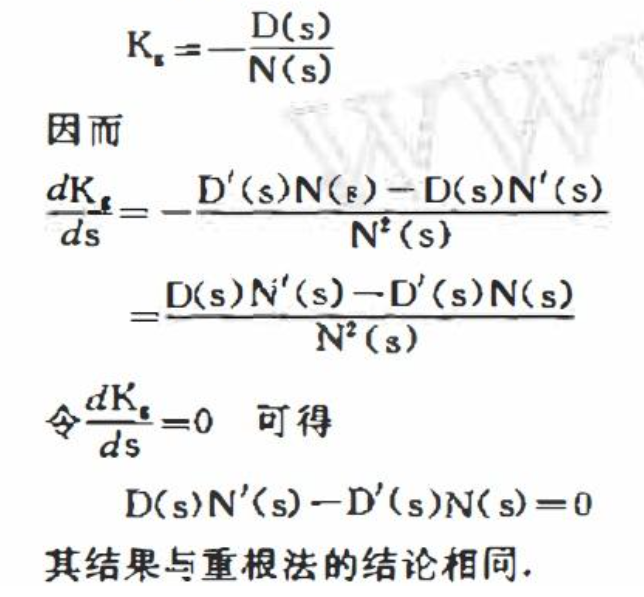 K_g = -\frac{D(s)}{N(s)}
因而
\frac{dK_g}{ds} = -\frac{D'(s)N(s)-D(s)N'(s)}{N^2(s)}
= \frac{D(s)N'(s)-D'(s)N(s)}{N^2(s)}
令\frac{dK_g}{ds}=0 可得
D(s)N'(s)-D'(s)N(s)=0
其结果与重根法的结论相同.